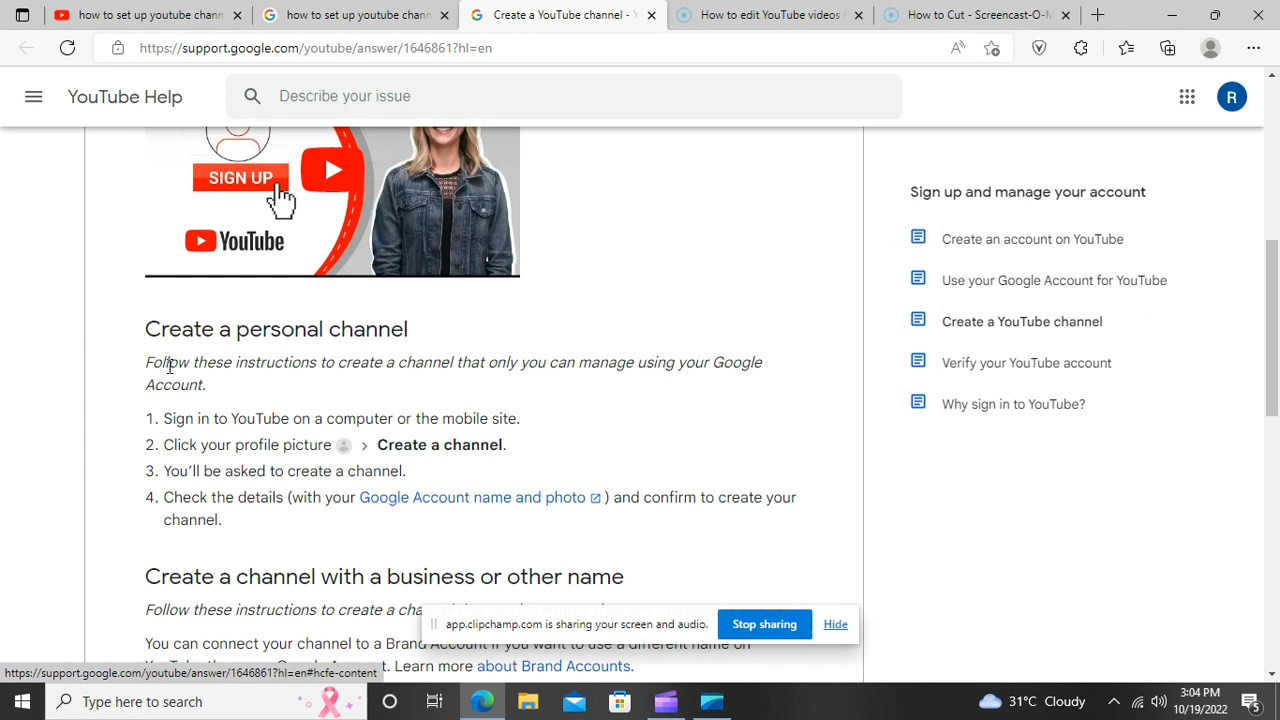 how to set up youtube chann
how to set up youtube chann
Create a YouTube channel - Y
How to edit YouTube videos f
How to Cut - Screencast-O-M
https://support.google.com/youtube/answer/1646861?hl=en
YouTube Help
Describe your issue
R
SIGN UP
YouTube
Sign up and manage your account
Create an account on YouTube
Use your Google Account for YouTube
Create a YouTube channel
Verify your YouTube account
Why sign in to YouTube?
Create a personal channel
Follow these instructions to create a channel that only you can manage using your Google
Account.
1. Sign in to YouTube on a computer or the mobile site.
2. Click your profile picture > Create a channel.
3. You’ll be asked to create a channel.
4. Check the details (with your Google Account name and photo ) and confirm to create your
channel.
Create a channel with a business or other name
Follow these instructions to create a cha
app.clipchamp.com is sharing your screen and audio.
Stop sharing
Hide
You can connect your channel to a Brand Account if you want to use a different name on
Learn more about Brand Accounts.
https://support.google.com/youtube/answer/1646861?hl=en#hcfe-content
Type here to search
31°C Cloudy
3:04 PM
10/19/2022
5